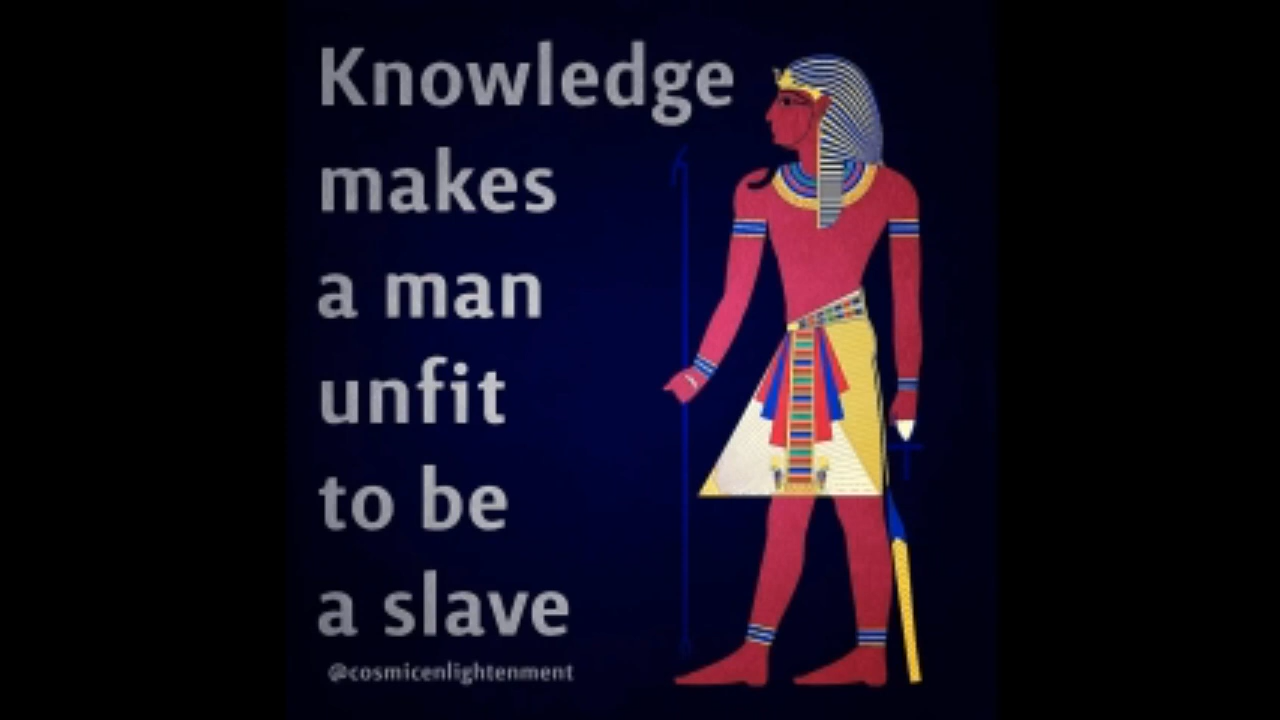 Knowledge
makes
a man
unfit
to be
a slave
@cosmicenlightenment